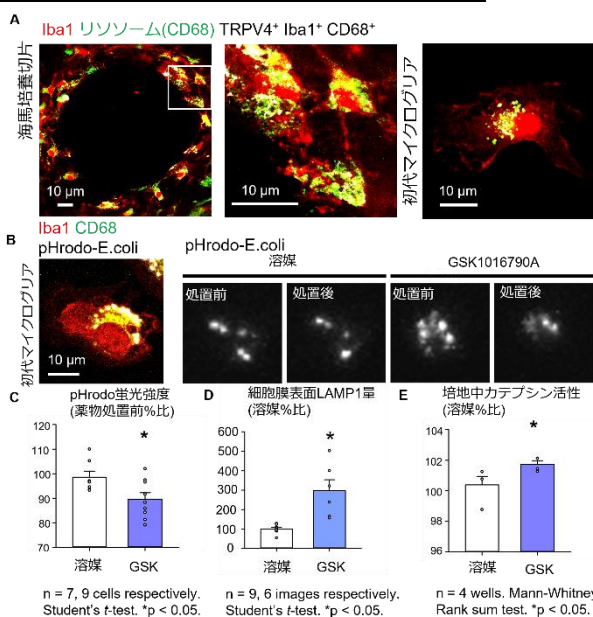 A Iba1 リソソーム(CD68) TRPV4+ Iba1+ CD68+
海馬培養切片
10 μm
10 μm
初代マイクログリア
10 μm
B Iba1 CD68
pHrodo-E.coli
初代マイクログリア
10 μm
pHrodo-E.coli
溶媒 GSK1016790A
処置前 処置後 処置前 処置後
C pHrodo蛍光強度
(薬物処置前%比)
110
100
90
80
70
*
溶媒 GSK
n = 7, 9 cells respectively.
Student's t-test. *p < 0.05.
D 細胞膜表面LAMP1量
(溶媒%比)
600
500
400
300
200
100
0
*
溶媒 GSK
n = 9, 6 images respectively.
Student's t-test. *p < 0.05.
E 培地中カテプシン活性
(溶媒%比)
104
102
100
98
96
*
溶媒 GSK
n = 4 wells. Mann-Whitney
Rank sum test. *p < 0.05.